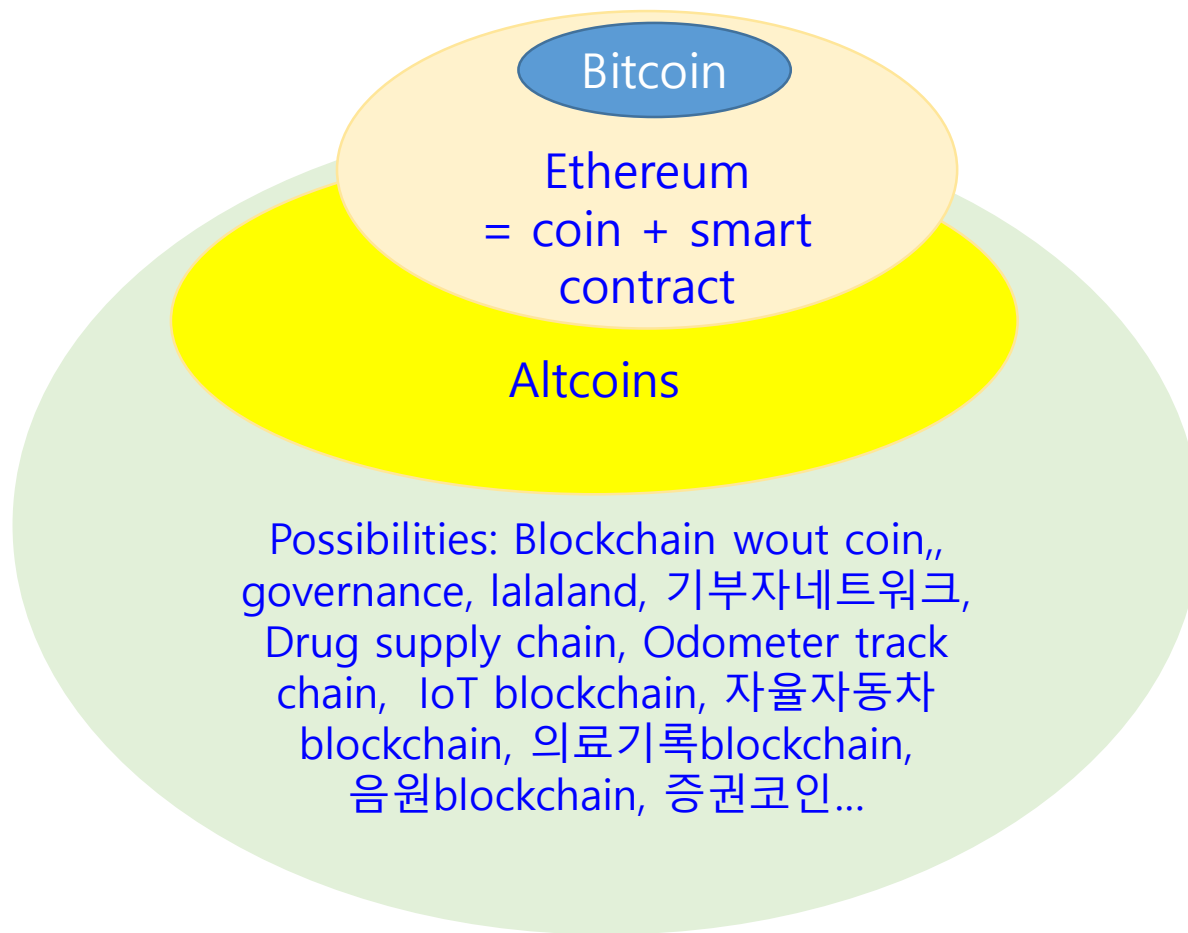 Bitcoin
Ethereum
= coin + smart
contract
Altcoins
Possibilities: Blockchain wout coin,,
governance, lalaland, 기부자네트워크,
Drug supply chain, Odometer track
chain, IoT blockchain, 자율자동차
blockchain, 의료기록blockchain,
음원blockchain, 증권코인...